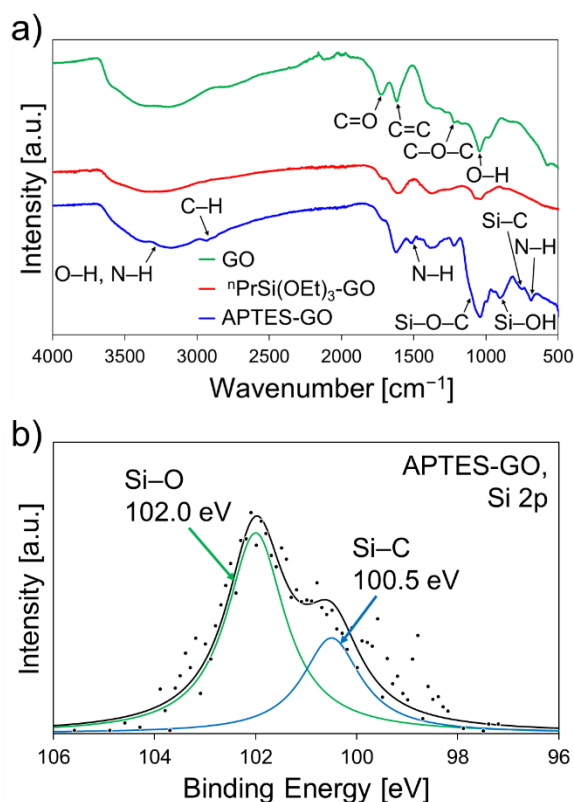 a)
Intensity [a.u.]
C=O
C=C
C–O–C
O–H
C–H
Si–C
N–H
O–H, N–H
GO
ⁿPrSi(OEt)₃-GO
APTES-GO
N–H
Si–O–C
Si–OH
4000 3500 3000 2500 2000 1500 1000 500
Wavenumber [cm⁻¹]
b)
Intensity [a.u.]
APTES-GO,
Si 2p
Si–O
102.0 eV
Si–C
100.5 eV
106 104 102 100 98 96
Binding Energy [eV]